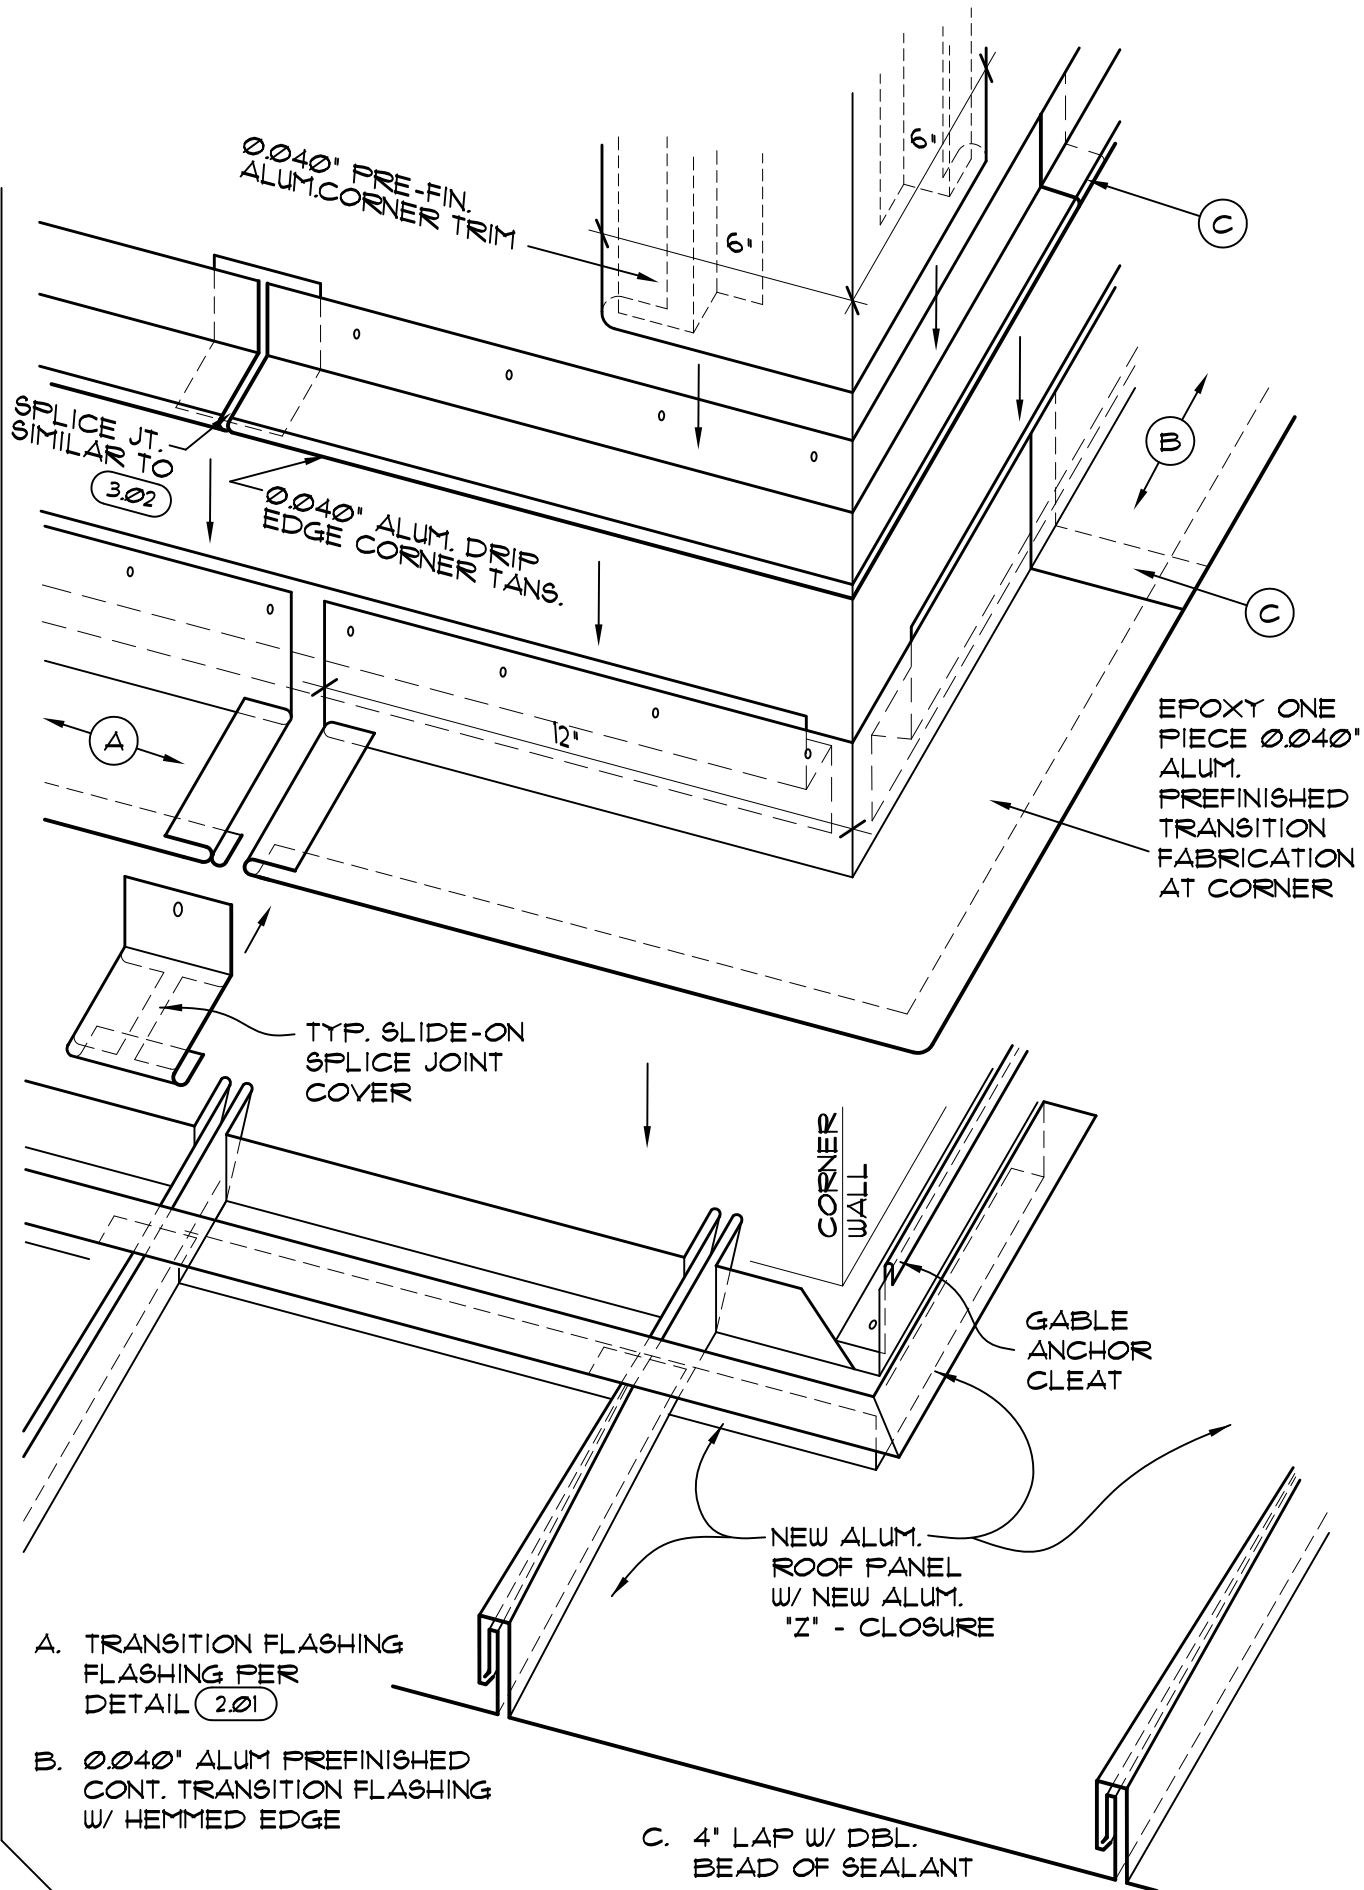 6"
0.040" PRE-FIN.
ALUM.CORNER TRIM
C
6"
SPLICE JT.
SIMILAR TO
3.02
0.040" ALUM. DRIP
EDGE CORNER TANS.
B
C
A
12"
EPOXY ONE
PIECE 0.040"
ALUM.
PREFINISHED
TRANSITION
FABRICATION
AT CORNER
TYP. SLIDE-ON
SPLICE JOINT
COVER
CORNER
WALL
GABLE
ANCHOR
CLEAT
NEW ALUM.
ROOF PANEL
W/ NEW ALUM.
"Z" - CLOSURE
A. TRANSITION FLASHING
FLASHING PER
DETAIL 2.01
B. 0.040" ALUM PREFINISHED
CONT. TRANSITION FLASHING
W/ HEMMED EDGE
C. 4" LAP W/ DBL.
BEAD OF SEALANT